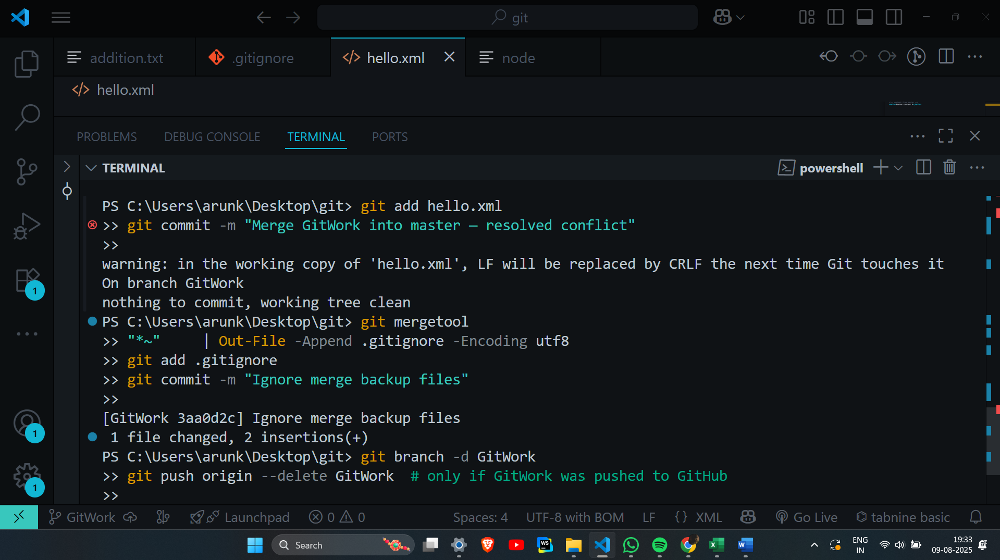 git
addition.txt
.gitignore
hello.xml
node
hello.xml
PROBLEMS
DEBUG CONSOLE
TERMINAL
PORTS
TERMINAL
powershell
PS C:\Users\arunk\Desktop\git> git add hello.xml
>> git commit -m "Merge GitWork into master — resolved conflict"
>>
warning: in the working copy of 'hello.xml', LF will be replaced by CRLF the next time Git touches it
On branch GitWork
nothing to commit, working tree clean
PS C:\Users\arunk\Desktop\git> git mergetool
>> "*~"     | Out-File -Append .gitignore -Encoding utf8
>> git add .gitignore
>> git commit -m "Ignore merge backup files"
>>
[GitWork 3aa0d2c] Ignore merge backup files
 1 file changed, 2 insertions(+)
PS C:\Users\arunk\Desktop\git> git branch -d GitWork
>> git push origin --delete GitWork  # only if GitWork was pushed to GitHub
>>
1
1
1
GitWork
Launchpad
0
0
Spaces: 4
UTF-8 with BOM
LF
{} XML
Go Live
tabnine basic
Search
WS
ENG
IN
19:33
09-08-2025